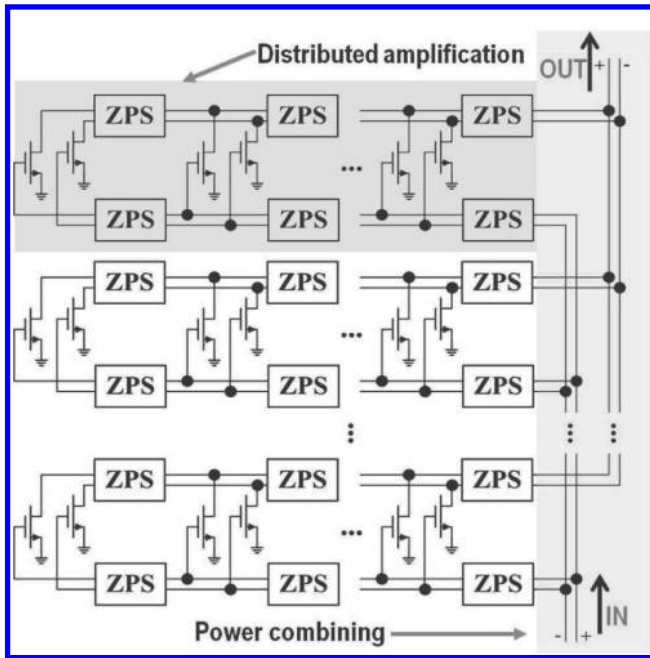 Distributed amplification
OUT
+ -
ZPS ZPS ZPS
...
ZPS ZPS ZPS
ZPS ZPS ZPS
...
ZPS ZPS ZPS
... ... ...
ZPS ZPS ZPS
...
ZPS ZPS ZPS
IN
Power combining
- +